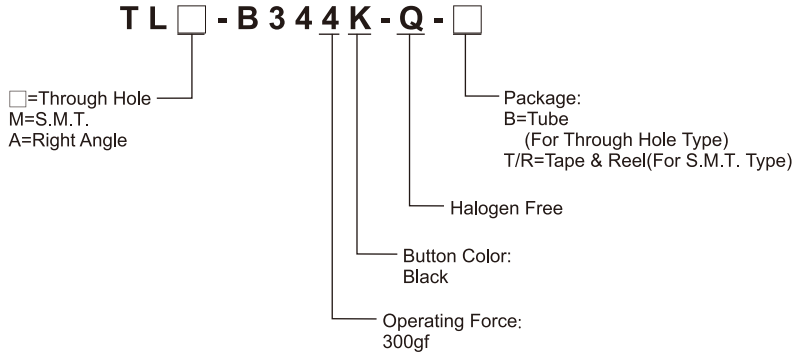 TL□-B344K-Q-□
□=Through Hole
M=S.M.T.
A=Right Angle
Package:
B=Tube
(For Through Hole Type)
T/R=Tape & Reel(For S.M.T. Type)
Halogen Free
Button Color:
Black
Operating Force:
300gf